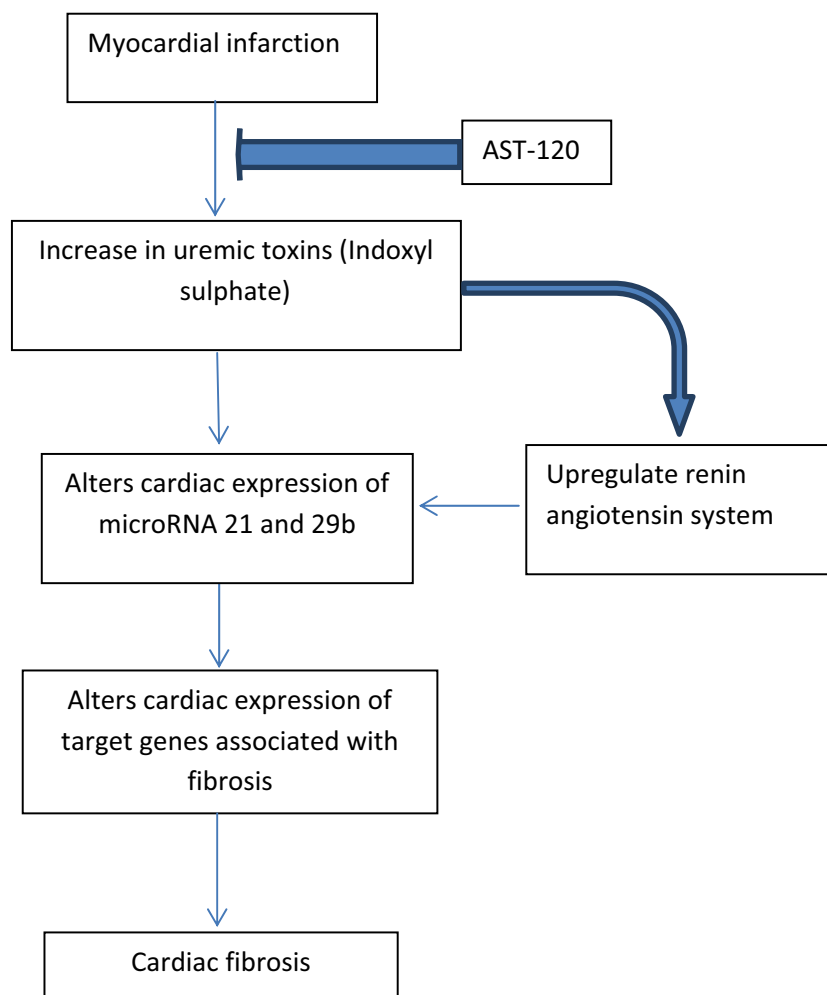 Myocardial infarction
AST-120
Increase in uremic toxins (Indoxyl
sulphate)
Alters cardiac expression of
microRNA 21 and 29b
Upregulate renin
angiotensin system
Alters cardiac expression of
target genes associated with
fibrosis
Cardiac fibrosis